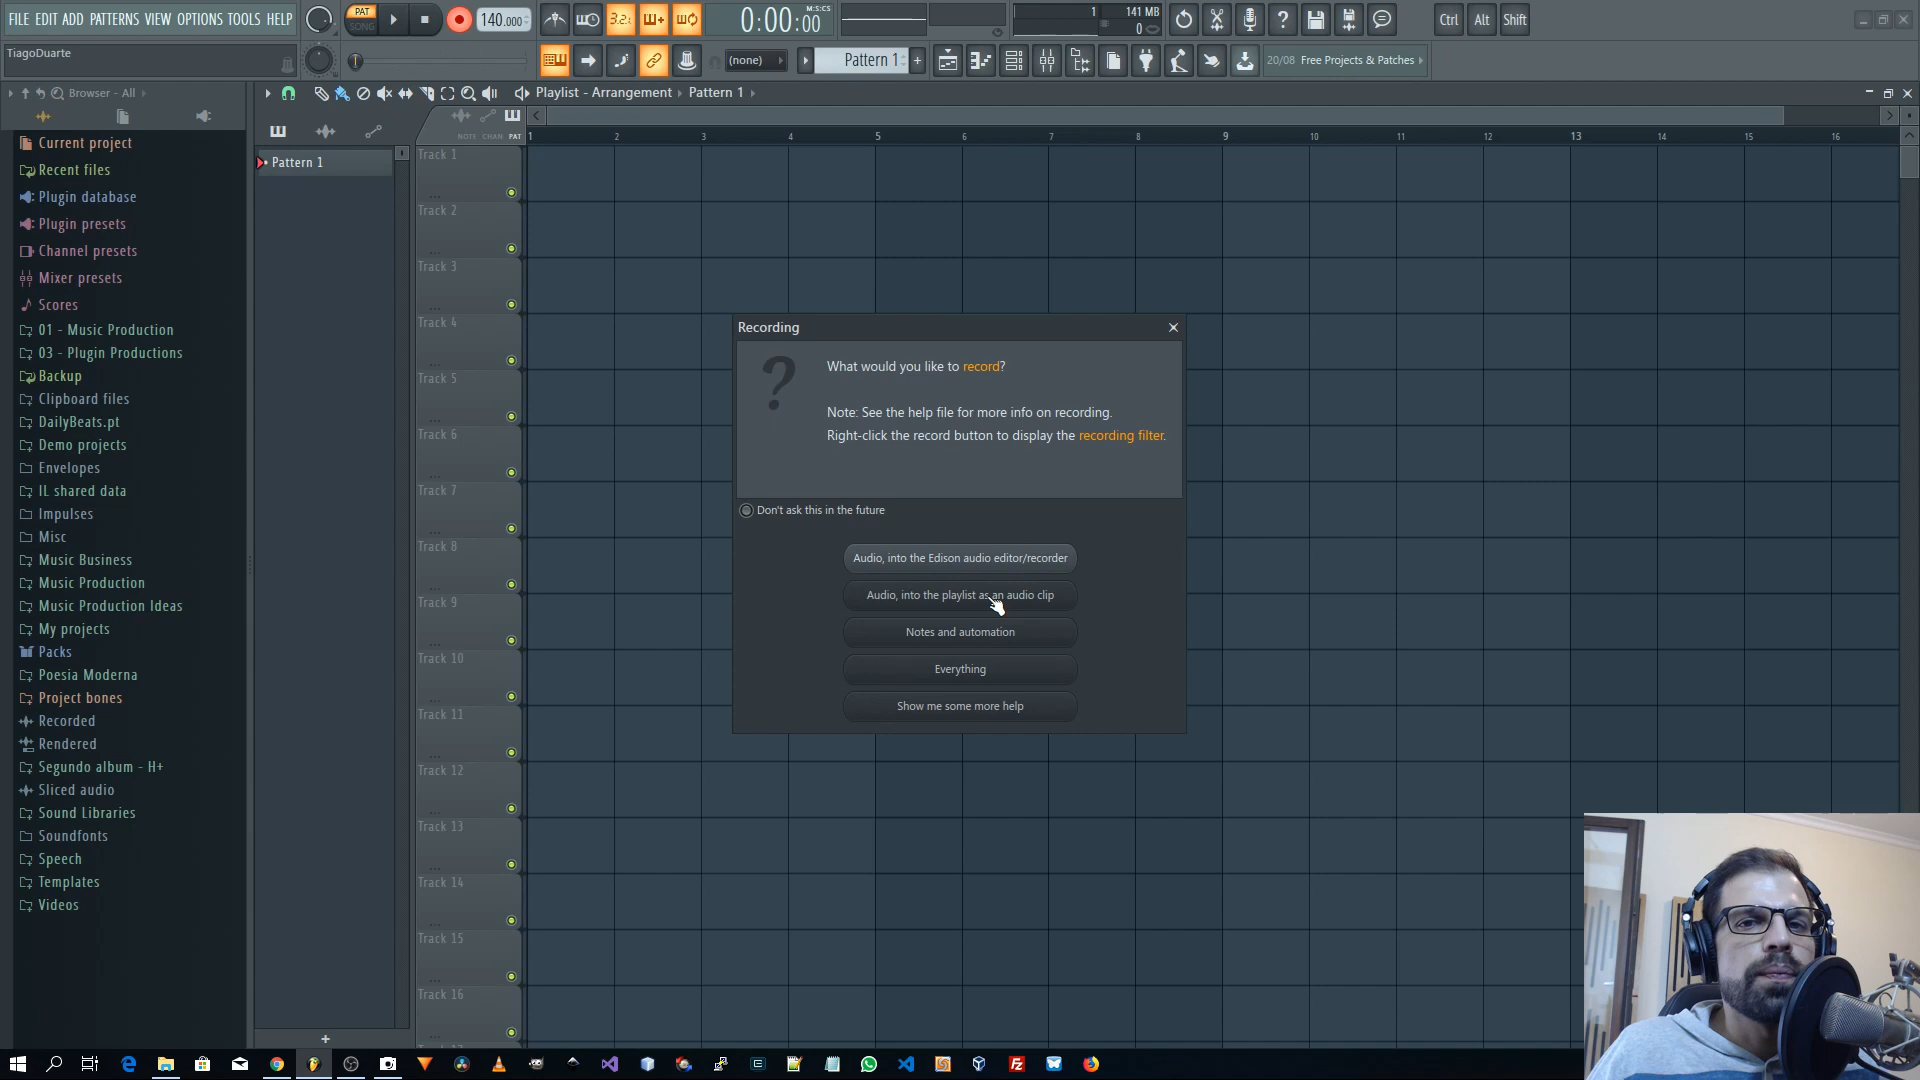 FILE EDIT ADD PATTERNS VIEW OPTIONS TOOLS HELP
PAT
SONG
140.000
3.2.
0:00:00
M:S:CS
1
141 MB
0
Ctrl
Alt
Shift
TiagoDuarte
(none)
Pattern 1
+
20/08 Free Projects & Patches
Browser - All
Playlist - Arrangement
Pattern 1
NOTE CHAN PAT
1 2 3 4 5 6 7 8 9 10 11 12 13 14 15 16
Current project
Recent files
Plugin database
Plugin presets
Channel presets
Mixer presets
Scores
01 - Music Production
03 - Plugin Productions
Backup
Clipboard files
DailyBeats.pt
Demo projects
Envelopes
IL shared data
Impulses
Misc
Music Business
Music Production
Music Production Ideas
My projects
Packs
Poesia Moderna
Project bones
Recorded
Rendered
Segundo album - H+
Sliced audio
Sound Libraries
Soundfonts
Speech
Templates
Videos
Pattern 1
+
Track 1
Track 2
Track 3
Track 4
Track 5
Track 6
Track 7
Track 8
Track 9
Track 10
Track 11
Track 12
Track 13
Track 14
Track 15
Track 16
Recording
What would you like to record?
Note: See the help file for more info on recording.
Right-click the record button to display the recording filter.
Don't ask this in the future
Audio, into the Edison audio editor/recorder
Audio, into the playlist as an audio clip
Notes and automation
Everything
Show me some more help